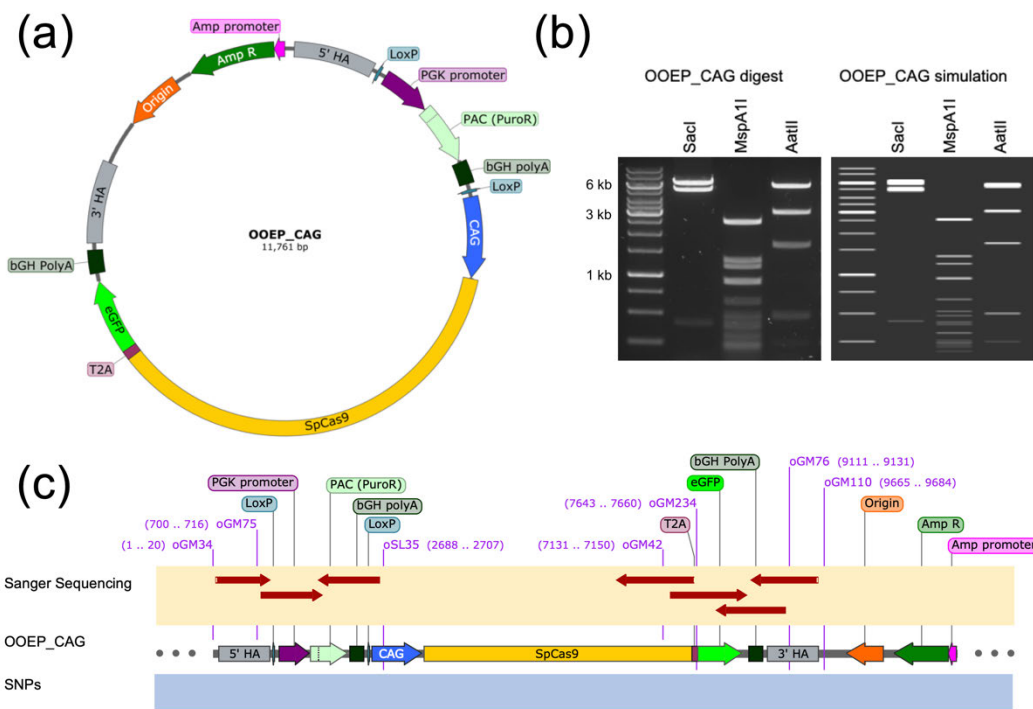 (a)
Amp promoter
Amp R
5' HA
LoxP
PGK promoter
Origin
PAC (PuroR)
bGH polyA
LoxP
3' HA
CAG
OOEP_CAG
11,761 bp
bGH PolyA
eGFP
T2A
SpCas9
(b)
OOEP_CAG digest
OOEP_CAG simulation
SacI
MspA1I
AatII
SacI
MspA1I
AatII
6 kb
3 kb
1 kb
(c)
bGH PolyA
oGM76 (9111 .. 9131)
PGK promoter
PAC (PuroR)
eGFP
oGM110 (9665 .. 9684)
LoxP
bGH polyA
(7643 .. 7660) oGM234
Origin
(700 .. 716) oGM75
LoxP
T2A
Amp R
(1 .. 20) oGM34
oSL35 (2688 .. 2707)
(7131 .. 7150) oGM42
Amp promoter
Sanger Sequencing
OOEP_CAG
5' HA
CAG
SpCas9
3' HA
SNPs